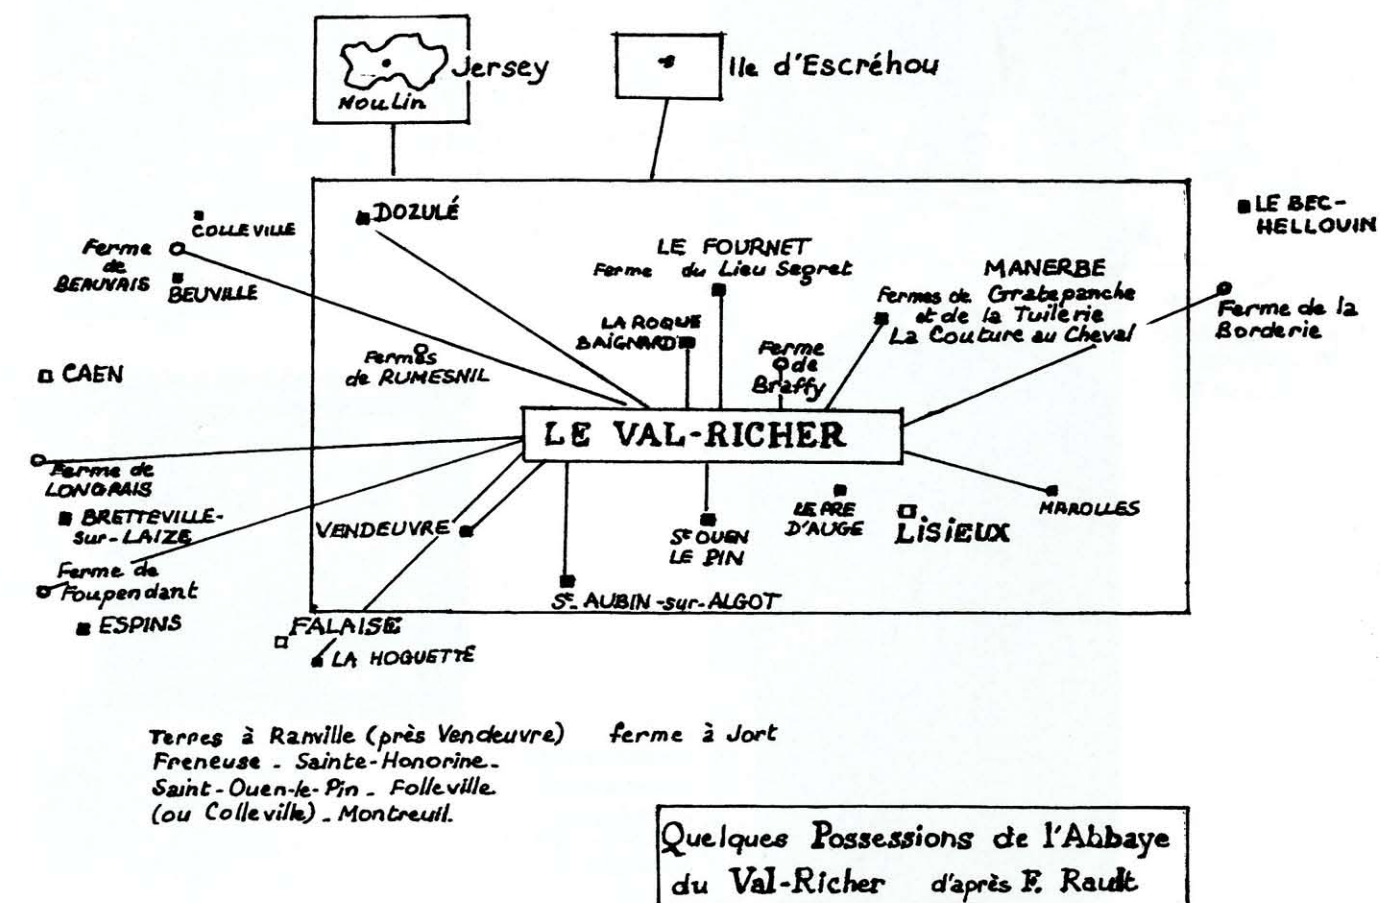 Jersey
Moulin
Ile d'Escréhou
COLLEVILLE
Ferme
de
BEAUVAIS
BEUVILLE
DOZULÉ
LE FOURNET
Ferme du Lieu Segret
MANERBE
Fermes de Gratepanche
et de la Tuilerie
La Couture au Cheval
LE BEC-
HELLOUIN
Ferme de la
Borderie
LA ROQUE
BAIGNARD
Fermes
de RUMESNIL
Ferme
de
Braffy
CAEN
LE VAL-RICHER
Ferme de
LONGRAIS
BRETTEVILLE-
sur-LAIZE
Ferme de
Foupendant
ESPINS
VENDEUVRE
St OUEN
LE PIN
LE PRE
D'AUGE
LISIEUX
MAROLLES
St. AUBIN-sur-ALGOT
FALAISE
LA HOGUETTE
Terres à Ranville (près Vendeuvre) ferme à Jort
Freneuse - Sainte-Honorine -
Saint-Ouen-le-Pin - Folleville
(ou Colleville) - Montreuil.
Quelques Possessions de l'Abbaye
du Val-Richer d'après F. Rault